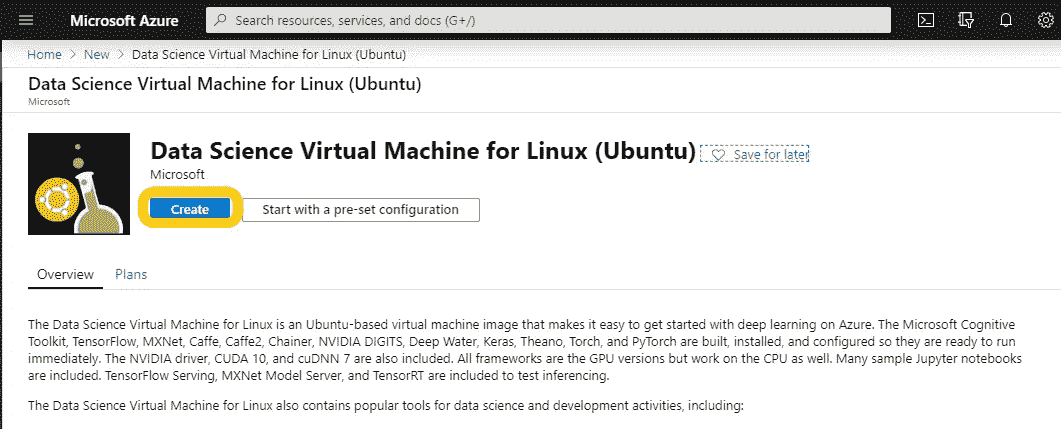 Microsoft Azure
Search resources, services, and docs (G+/)
Home > New > Data Science Virtual Machine for Linux (Ubuntu)
Data Science Virtual Machine for Linux (Ubuntu)
Microsoft
Data Science Virtual Machine for Linux (Ubuntu)
Save for later
Microsoft
Create
Start with a pre-set configuration
Overview
Plans
The Data Science Virtual Machine for Linux is an Ubuntu-based virtual machine image that makes it easy to get started with deep learning on Azure. The Microsoft Cognitive
Toolkit, TensorFlow, MXNet, Caffe, Caffe2, Chainer, NVIDIA DIGITS, Deep Water, Keras, Theano, Torch, and PyTorch are built, installed, and configured so they are ready to run
immediately. The NVIDIA driver, CUDA 10, and cuDNN 7 are also included. All frameworks are the GPU versions but work on the CPU as well. Many sample Jupyter notebooks
are included. TensorFlow Serving, MXNet Model Server, and TensorRT are included to test inferencing.
The Data Science Virtual Machine for Linux also contains popular tools for data science and development activities, including: